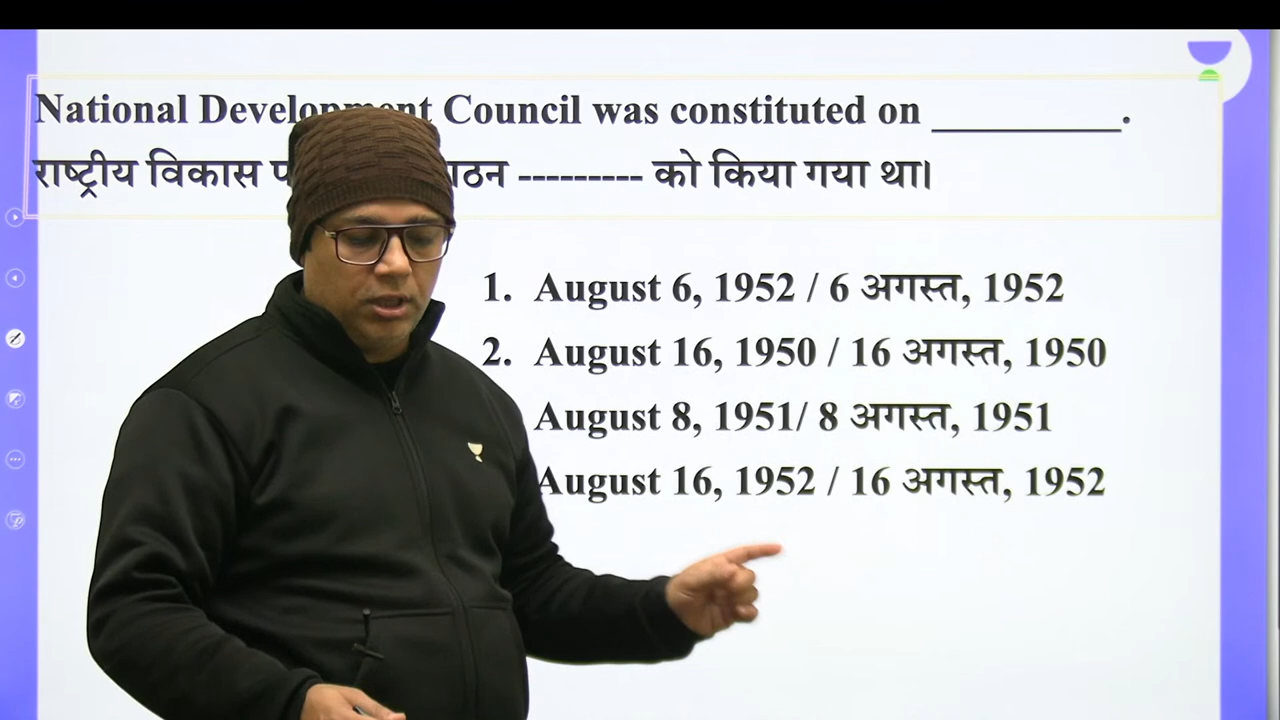 National Development Council was constituted on __________.
राष्ट्रीय विकास --------- को किया गया था।
1. August 6, 1952 / 6 अगस्त, 1952
2. August 16, 1950 / 16 अगस्त, 1950
August 8, 1951/ 8 अगस्त, 1951
August 16, 1952 / 16 अगस्त, 1952